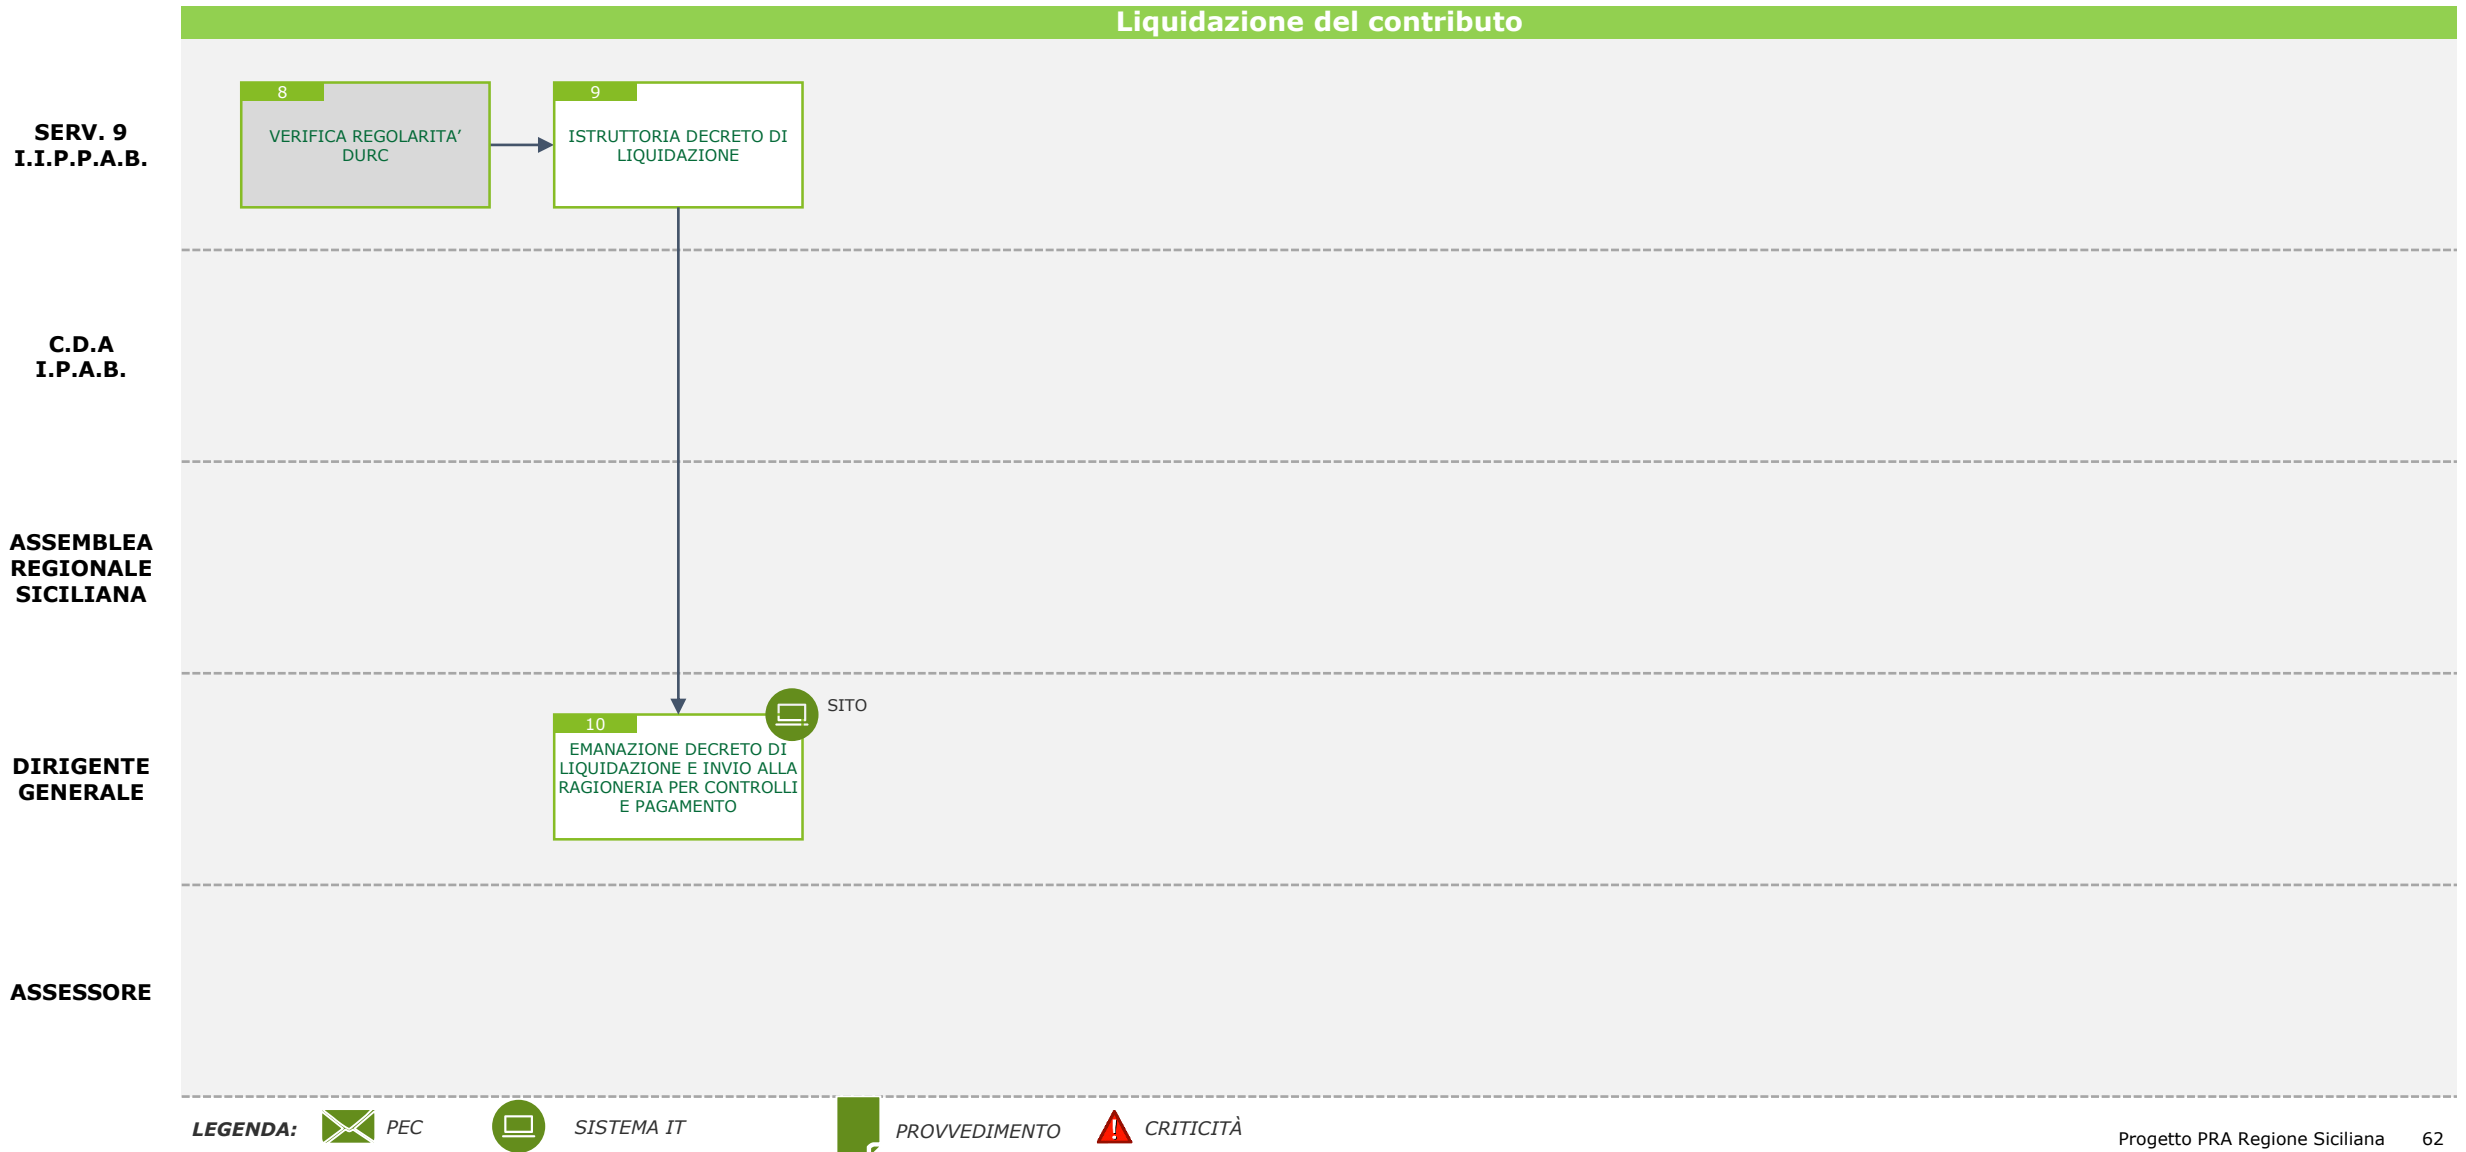 Liquidazione del contributo
SERV. 9
I.I.P.P.A.B.
8
VERIFICA REGOLARITA’
DURC
9
ISTRUTTORIA DECRETO DI
LIQUIDAZIONE
C.D.A
I.P.A.B.
ASSEMBLEA
REGIONALE
SICILIANA
DIRIGENTE
GENERALE
SITO
10
EMANAZIONE DECRETO DI
LIQUIDAZIONE E INVIO ALLA
RAGIONERIA PER CONTROLLI
E PAGAMENTO
ASSESSORE
LEGENDA:
PEC
SISTEMA IT
PROVVEDIMENTO
CRITICITÀ
Progetto PRA Regione Siciliana 62